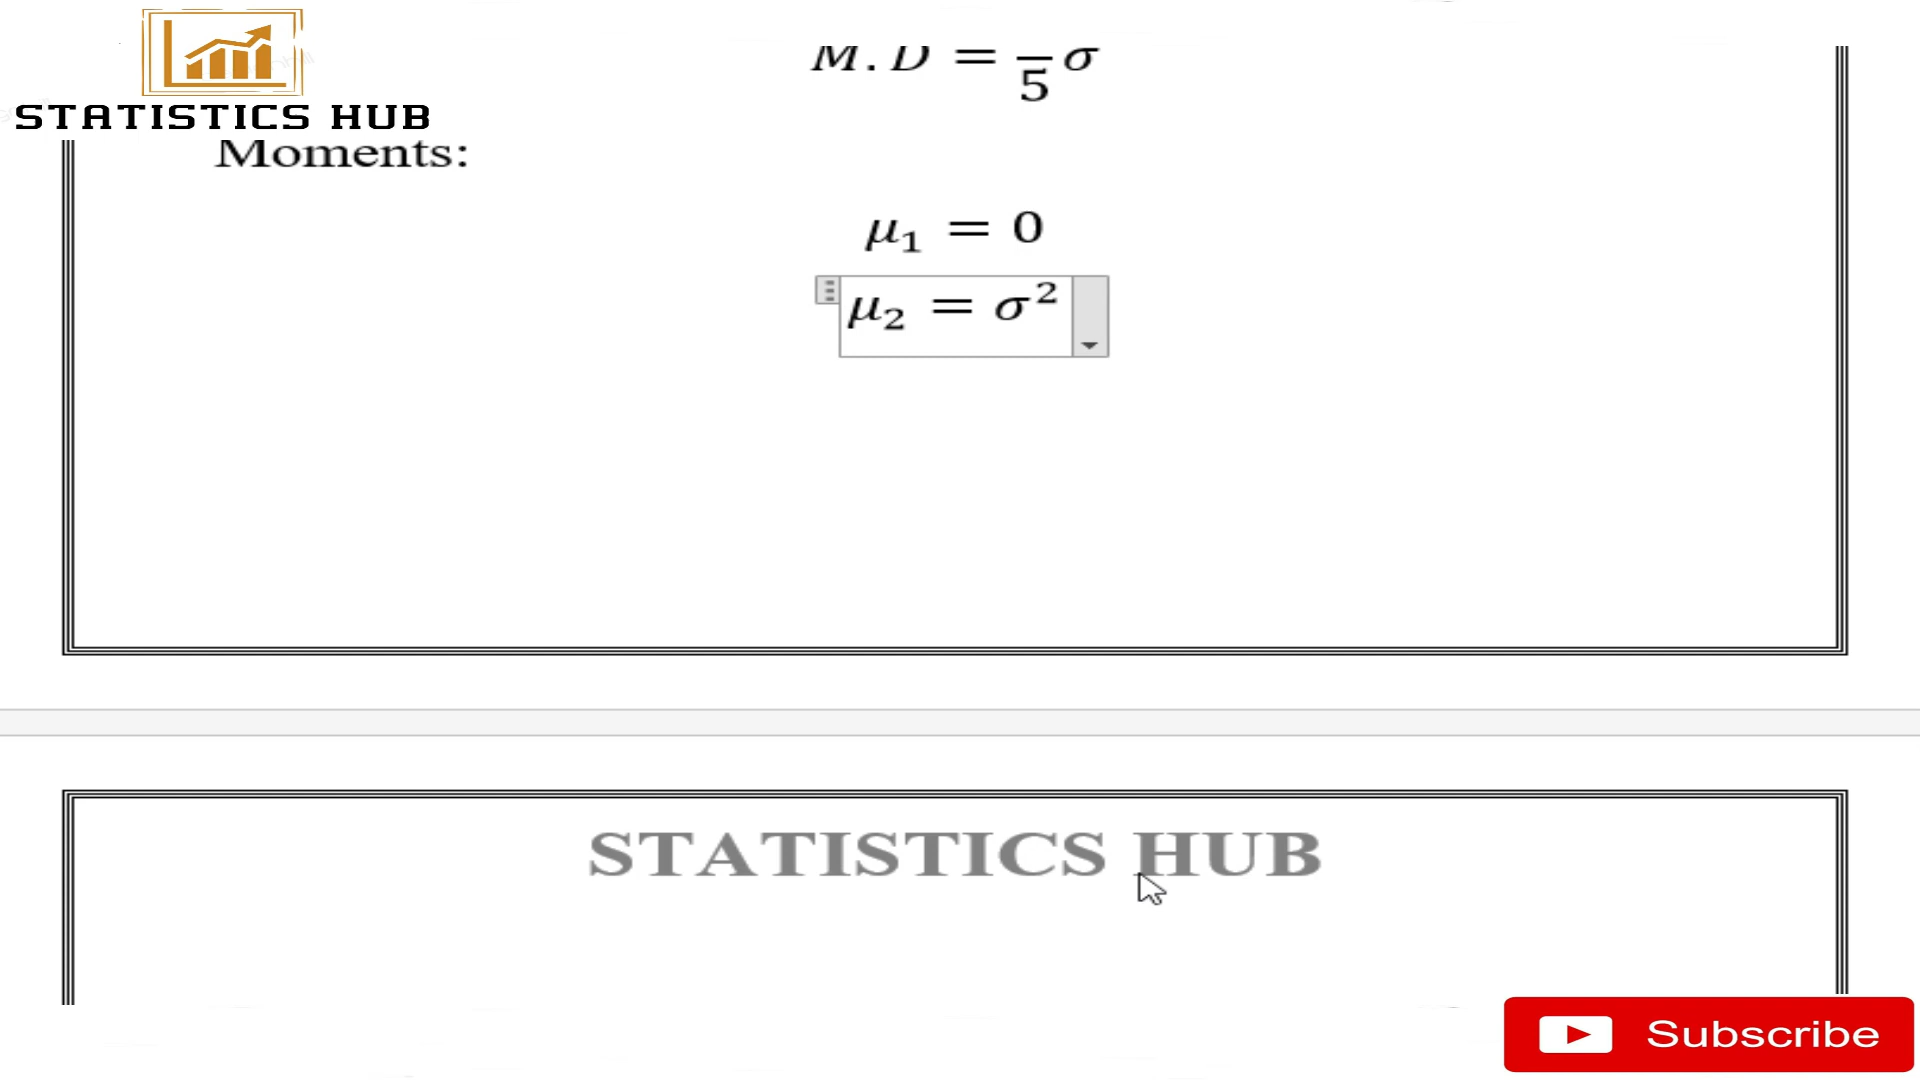 M.D = 5 σ
STATISTICS HUB
Moments:
μ₁ = 0
μ₂ = σ²
STATISTICS HUB
Subscribe